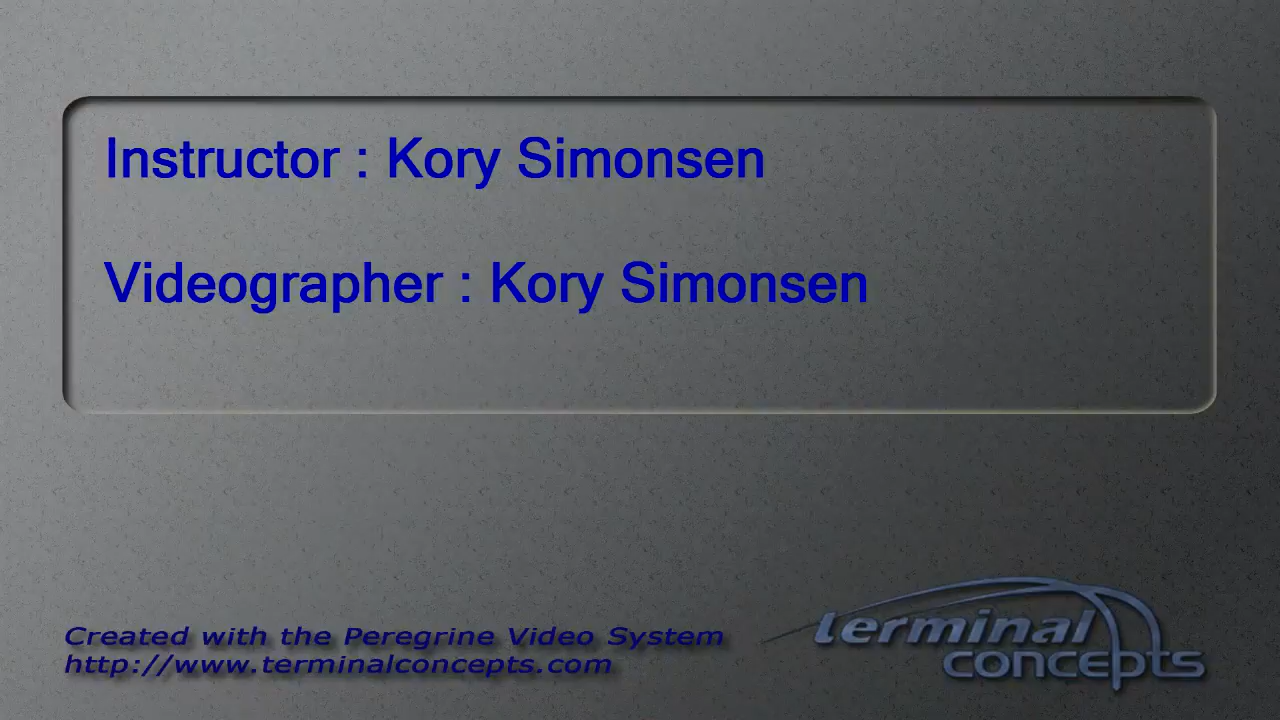 Instructor : Kory Simonsen
Videographer : Kory Simonsen
Created with the Peregrine Video System
http://www.terminalconcepts.com
terminal
concepts